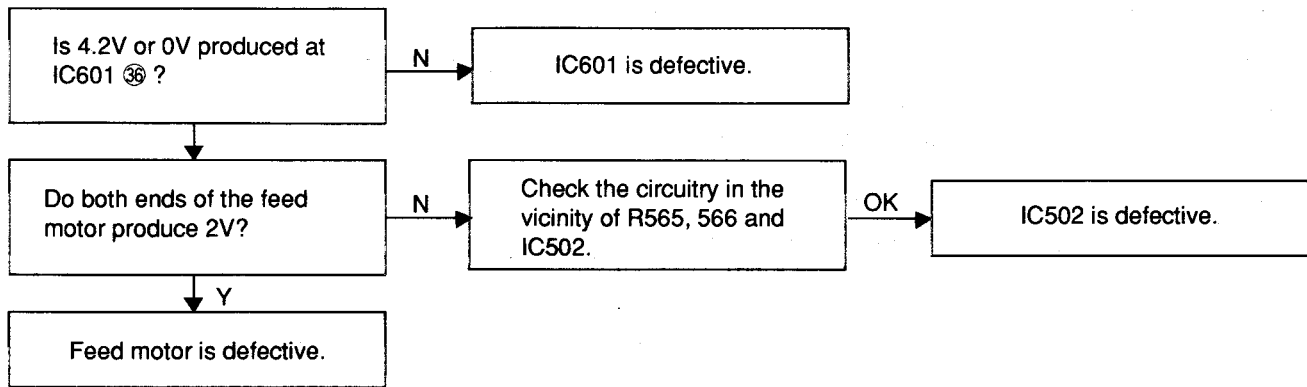 Is 4.2V or 0V produced at
IC601 ㊱ ?
N
IC601 is defective.
Do both ends of the feed
motor produce 2V?
N
Check the circuitry in the
vicinity of R565, 566 and
IC502.
OK
IC502 is defective.
Y
Feed motor is defective.